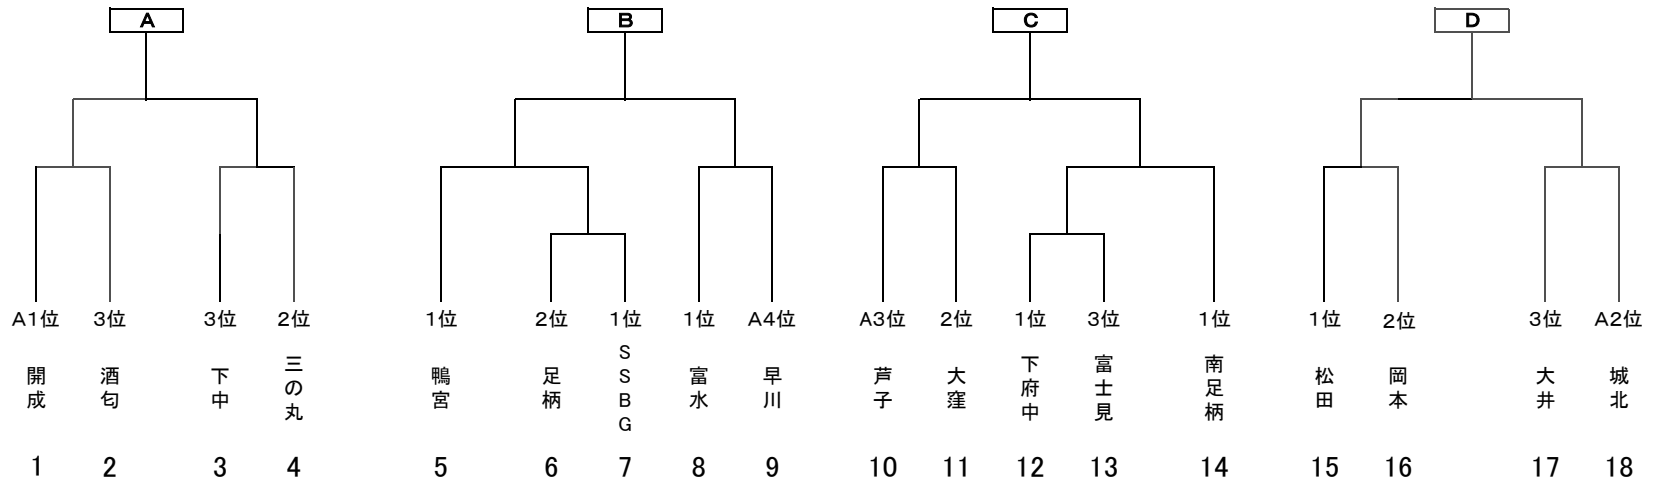 A B C D
A1位 3位 3位 2位 1位 2位 1位 1位 A4位 A3位 2位 1位 3位 1位 1位 2位 3位 A2位
開成 酒匂 下中 三の丸 鴨宮 足柄 SSBG 富水 早川 芦子 大窪 下府中 富士見 南足柄 松田 岡本 大井 城北
1 2 3 4 5 6 7 8 9 10 11 12 13 14 15 16 17 18